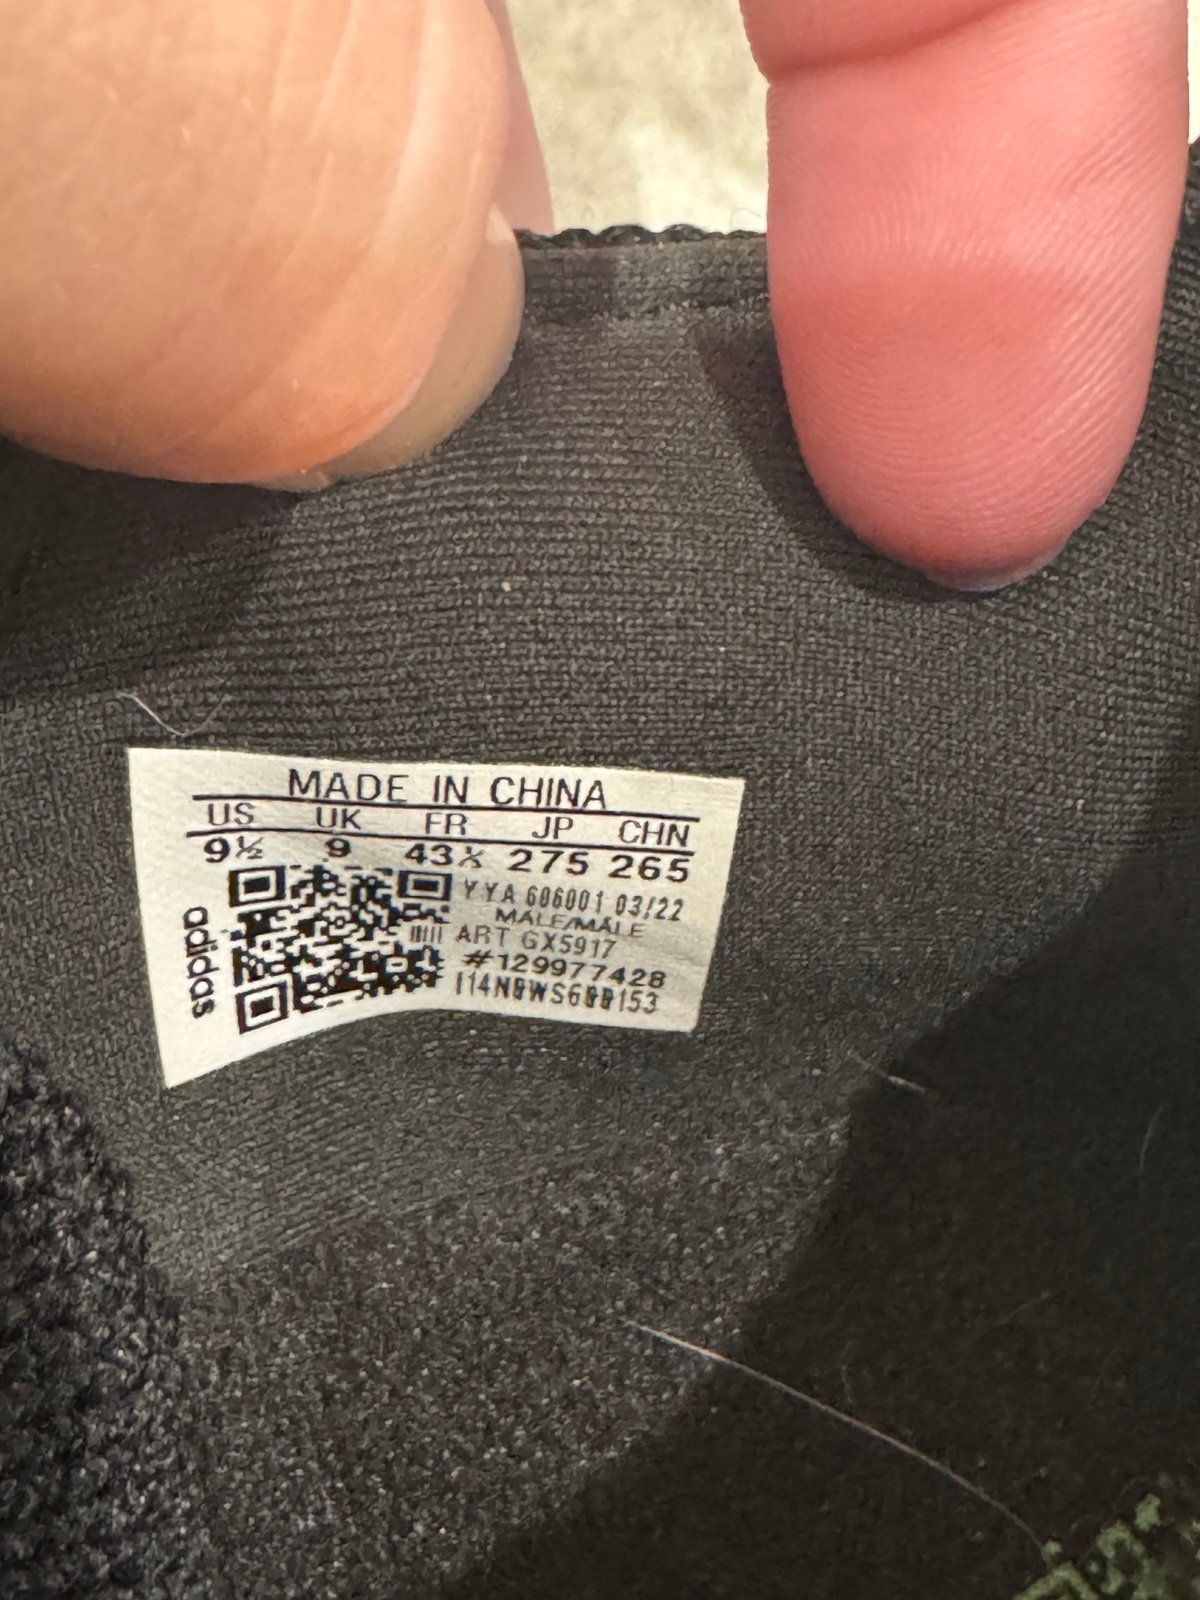 MADE IN CHINA
US UK FR JP CHN
9½ 9 43⅓ 275 265
YYA 606001 03/22
MALE/MALE
ART GX5917
#129977428
adidas